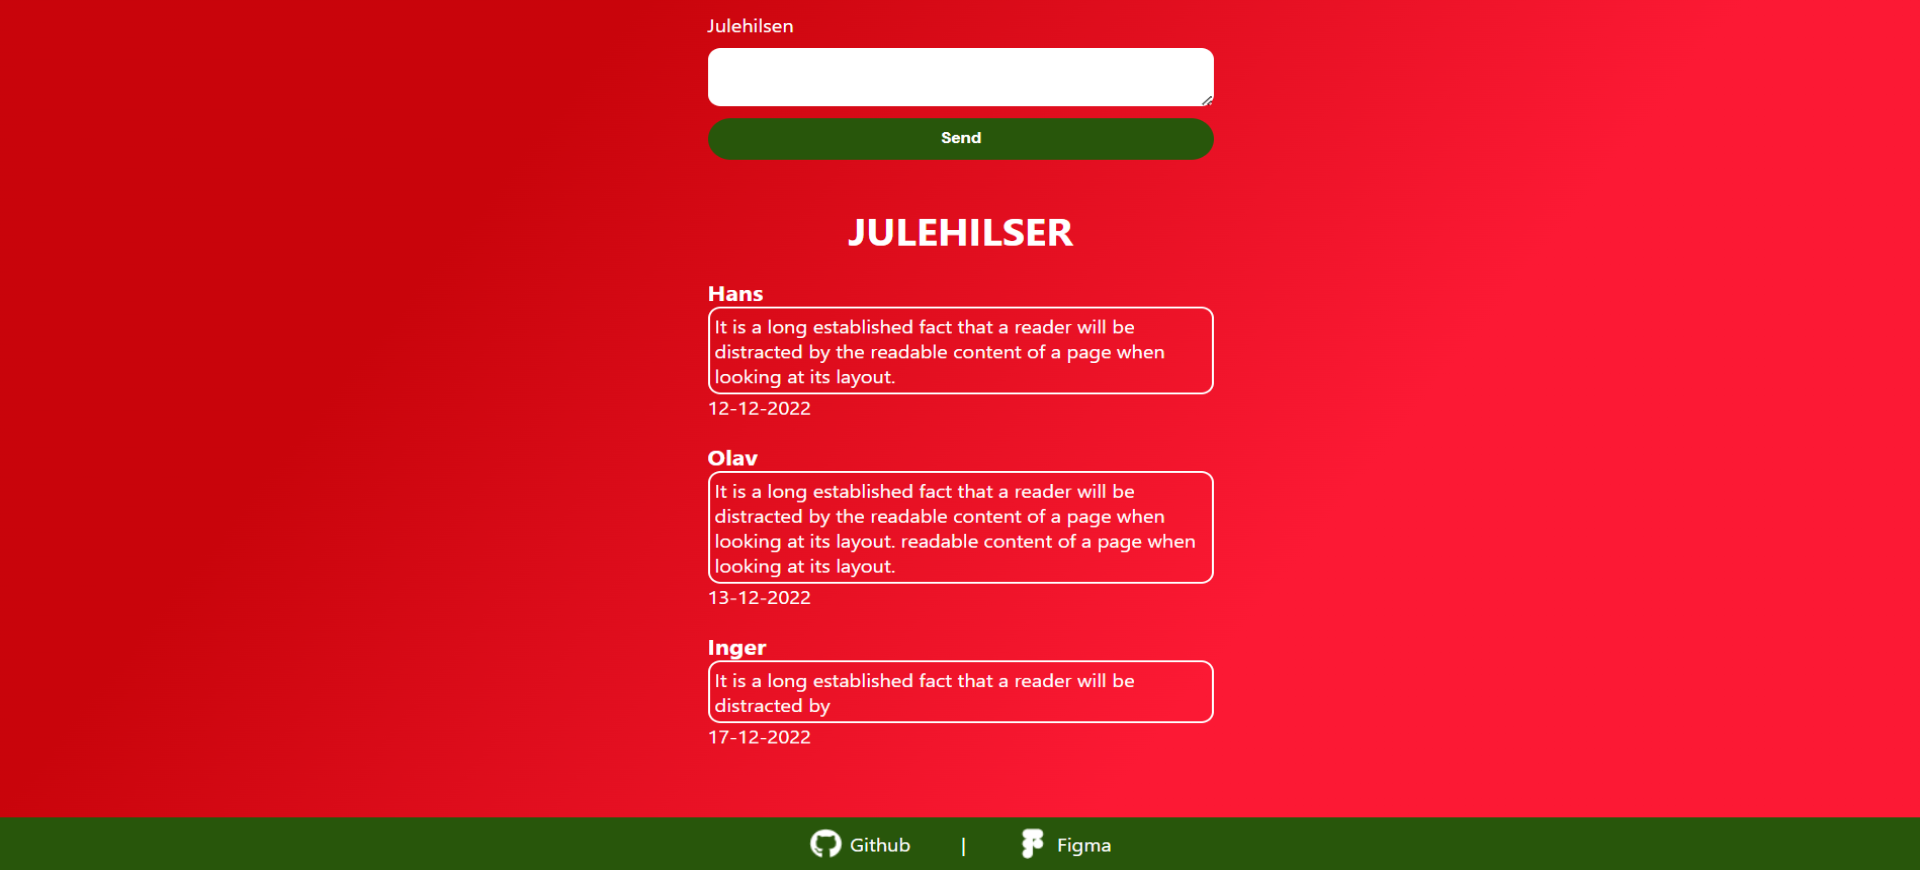 Julehilsen
Send
JULEHILSER
Hans
It is a long established fact that a reader will be
distracted by the readable content of a page when
looking at its layout.
12-12-2022
Olav
It is a long established fact that a reader will be
distracted by the readable content of a page when
looking at its layout. readable content of a page when
looking at its layout.
13-12-2022
Inger
It is a long established fact that a reader will be
distracted by
17-12-2022
Github | Figma